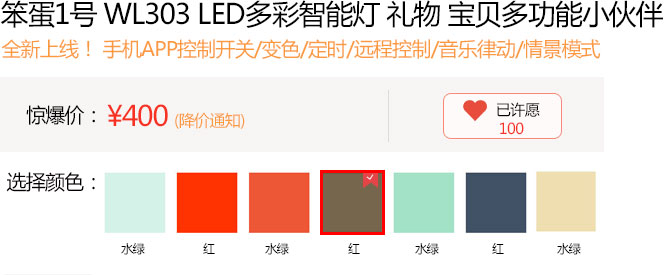 笨蛋1号 WL303 LED多彩智能灯 礼物 宝贝多功能小伙伴
全新上线！ 手机APP控制开关/变色/定时/远程控制/音乐律动/情景模式
惊爆价： ¥400 (降价通知) 已许愿
100
选择颜色：
水绿 红 水绿 红 水绿 红 水绿